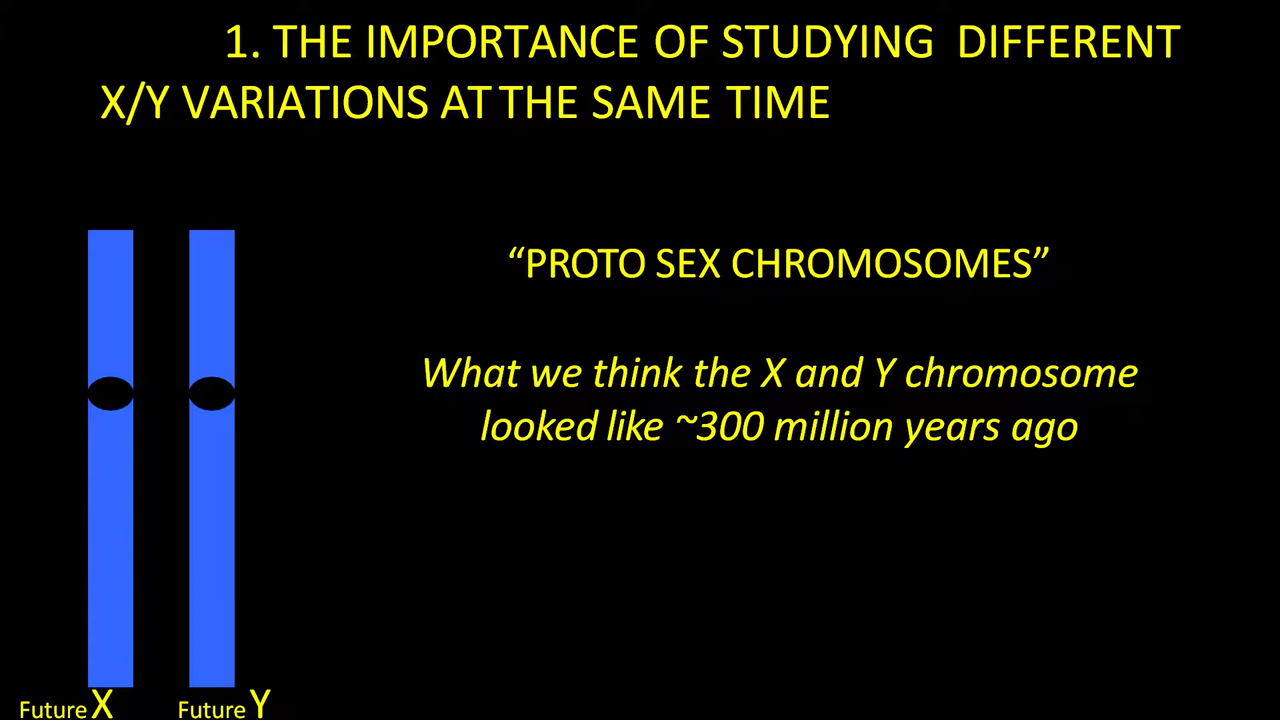 1. THE IMPORTANCE OF STUDYING DIFFERENT
X/Y VARIATIONS AT THE SAME TIME
“PROTO SEX CHROMOSOMES”
What we think the X and Y chromosome
looked like ~300 million years ago
Future X
Future Y